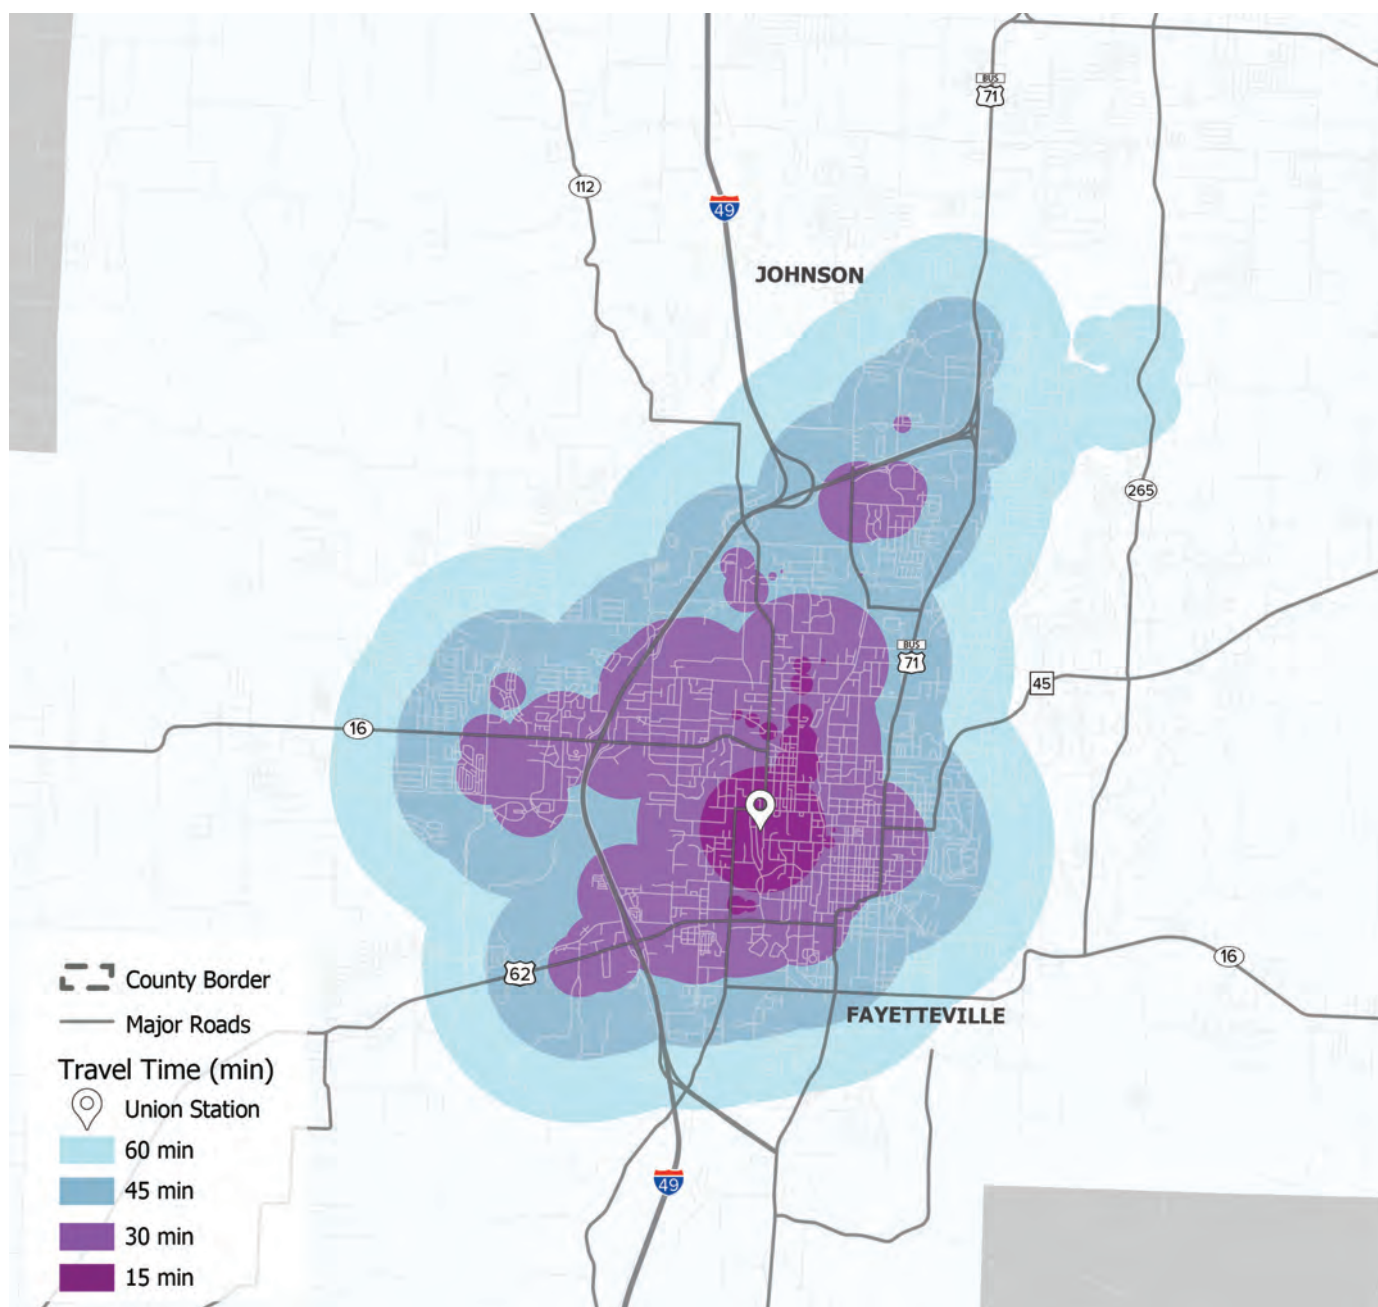 BUS
71
112
49
JOHNSON
265
BUS
71
45
16
62
16
FAYETTEVILLE
49
County Border
Major Roads
Travel Time (min)
Union Station
60 min
45 min
30 min
15 min